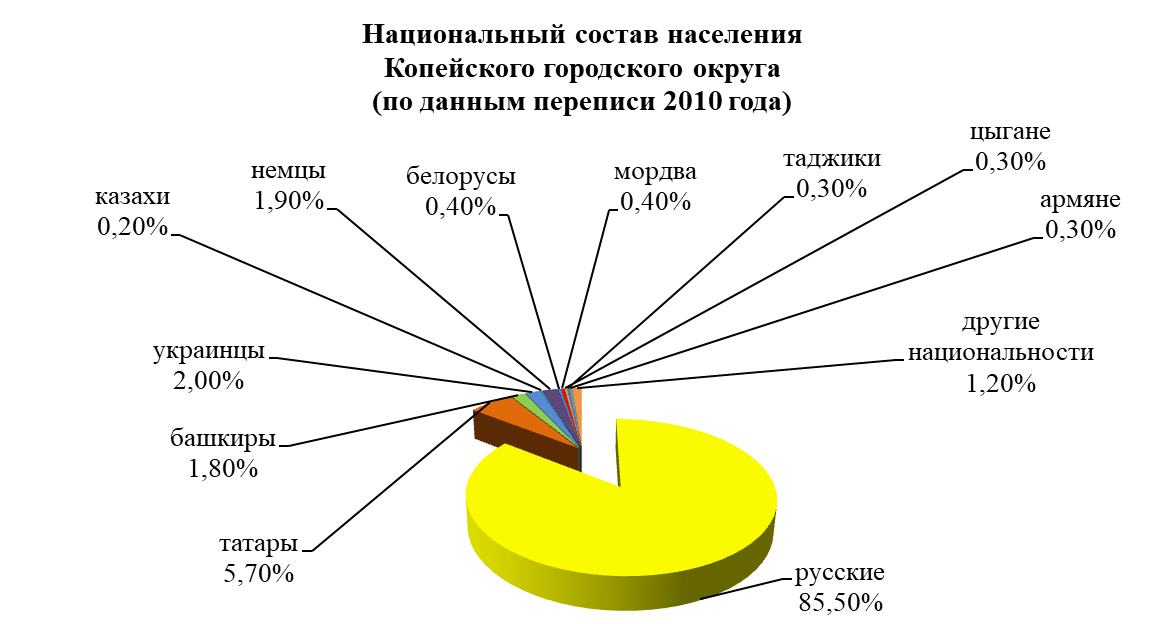 Национальный состав населения
Копейского городского округа
(по данным переписи 2010 года)
цыгане
0,30%
таджики
0,30%
мордва
0,40%
белорусы
0,40%
немцы
1,90%
казахи
0,20%
армяне
0,30%
другие
национальности
1,20%
украинцы
2,00%
башкиры
1,80%
татары
5,70%
русские
85,50%